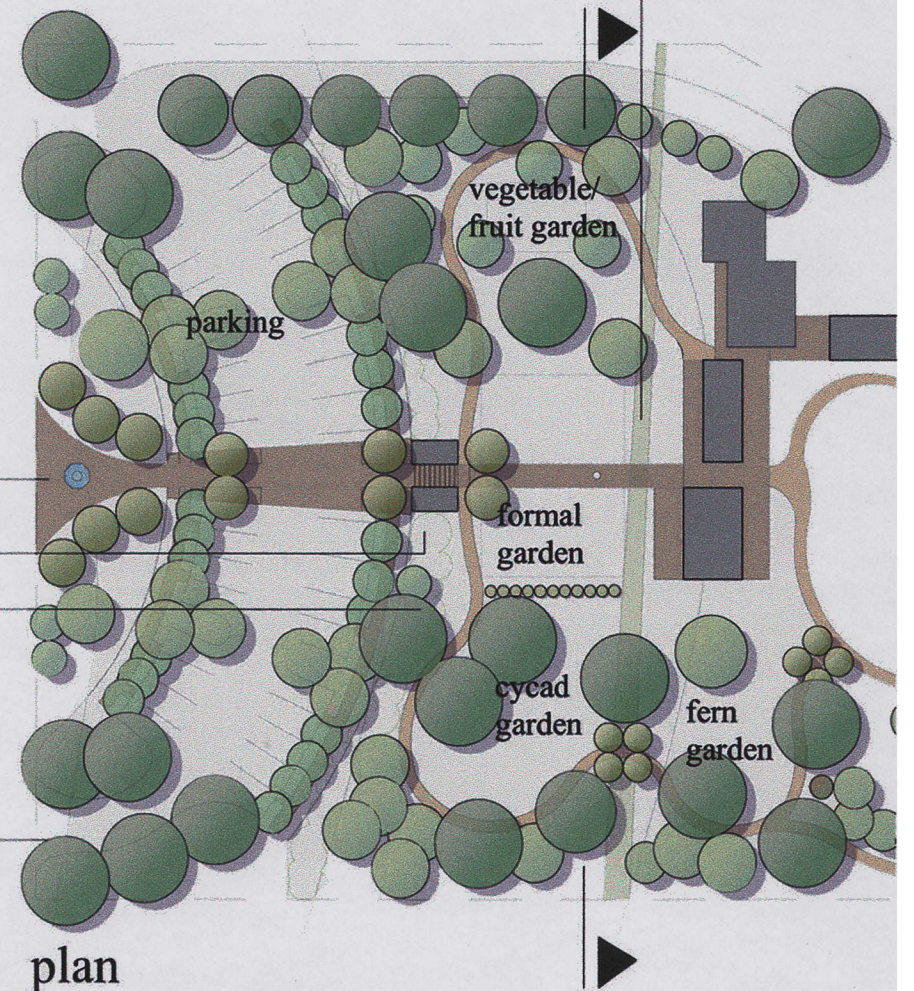 vegetable/
fruit garden
parking
formal
garden
cycad
garden
fern
garden
plan